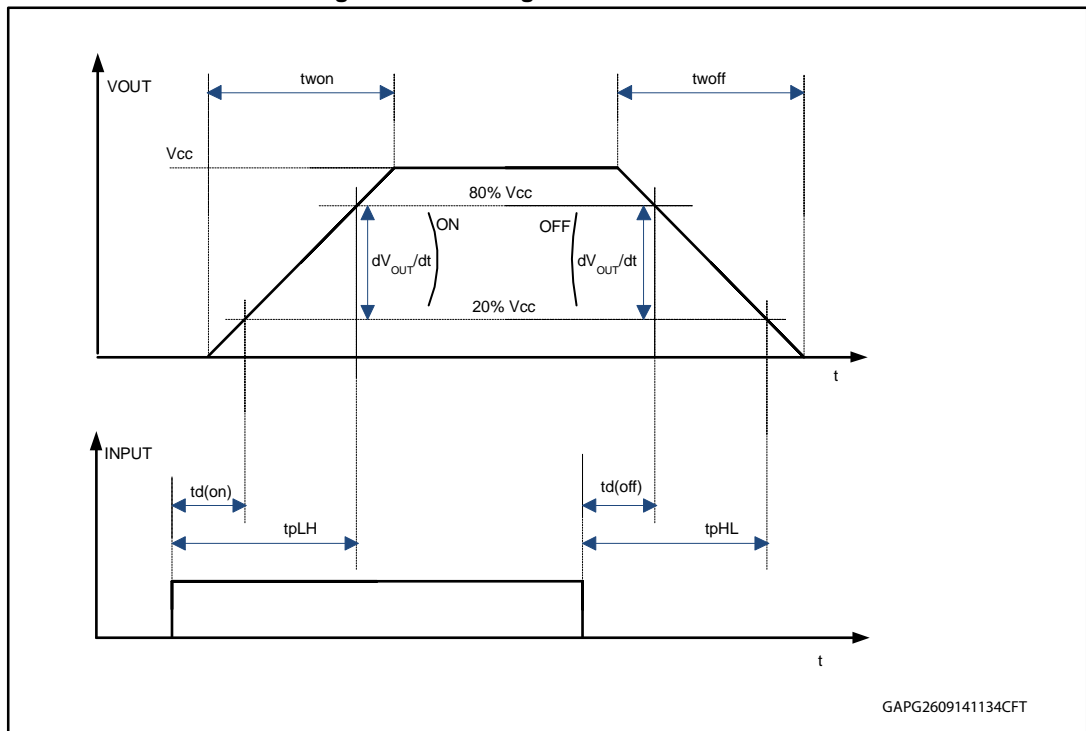 twon
twoff
VOUT
Vcc
80% Vcc
ON
OFF
dVOUT/dt
dVOUT/dt
20% Vcc
t
INPUT
td(on)
td(off)
tpLH
tpHL
t
GAPG2609141134CFT